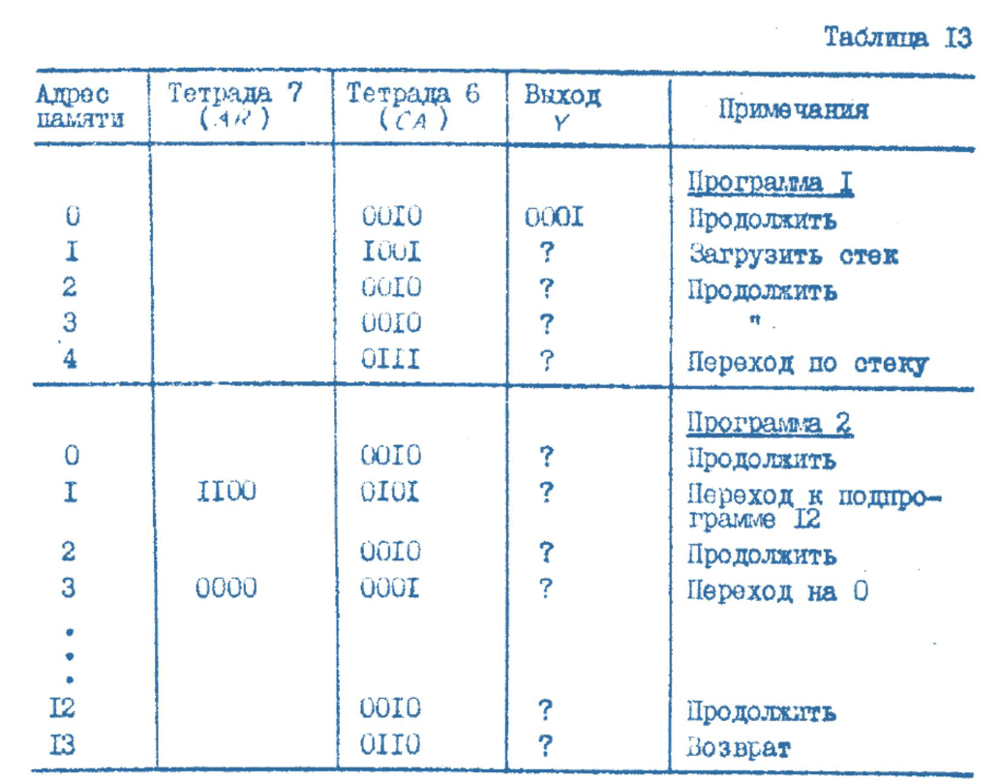 Таблица I3
Адрес памяти Тетрада 7 (AR) Тетрада 6 (CA) Выход Y Примечания
Программа I
0 00I0 000I Продолжить
I I00I ? Загрузить стек
2 00I0 ? Продолжить
3 00I0 ? "
4 0III ? Переход по стеку
Программа 2
0 00I0 ? Продолжить
I II00 0I0I ? Переход к подпро-
грамме I2
2 00I0 ? Продолжить
3 0000 000I ? Переход на 0
.
.
.
I2 00I0 ? Продолжить
I3 0II0 ? Возврат